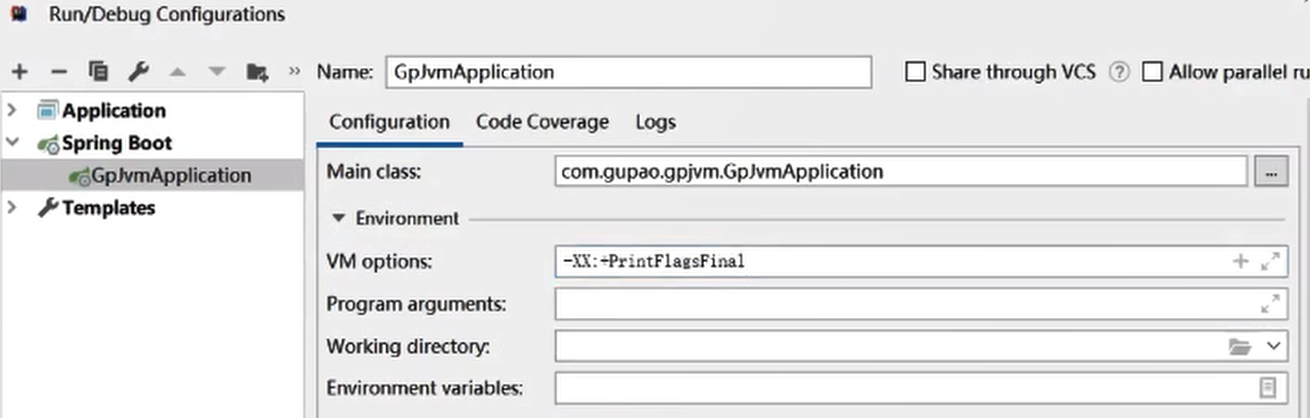 Run/Debug Configurations
Name: GpJvmApplication Share through VCS ? Allow parallel ru
Application
Spring Boot
GpJvmApplication
Templates
Configuration Code Coverage Logs
Main class: com.gupao.gpjvm.GpJvmApplication ...
Environment
VM options: -XX:+PrintFlagsFinal
Program arguments:
Working directory:
Environment variables: